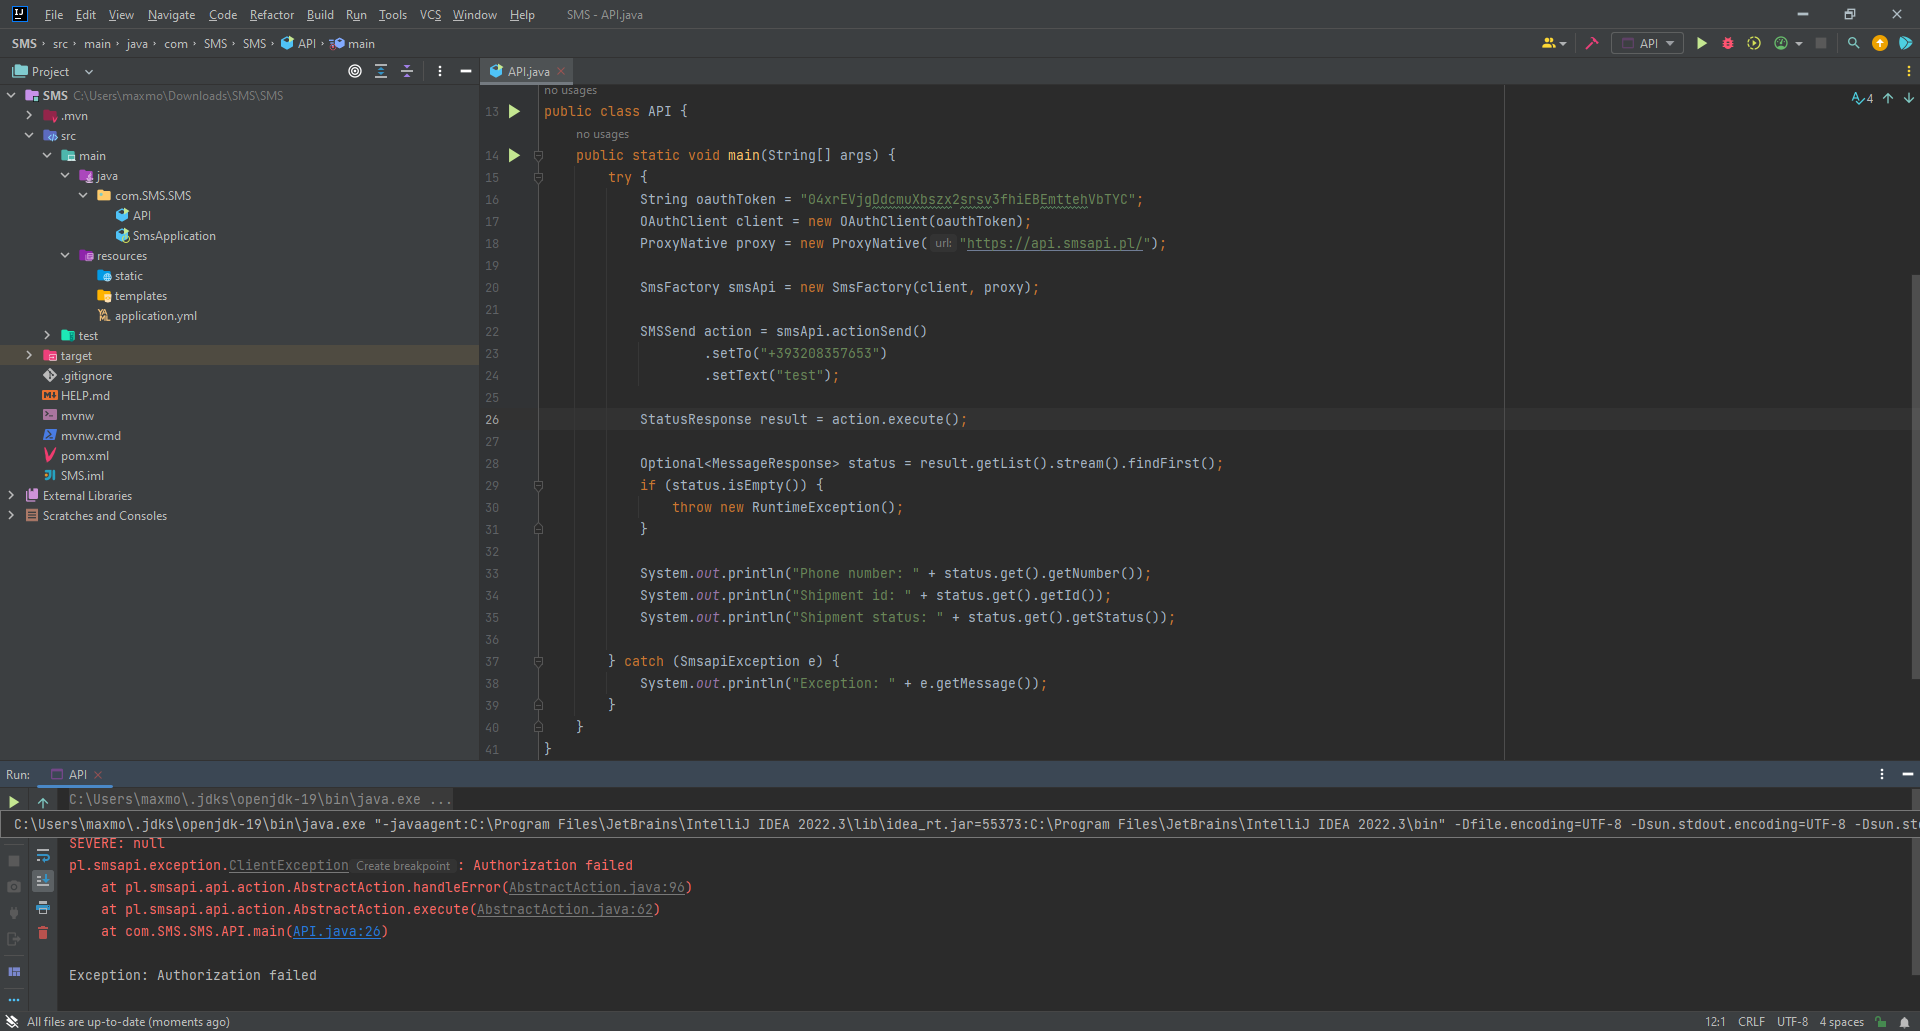 File Edit View Navigate Code Refactor Build Run Tools VCS Window Help SMS - API.java
SMS src main java com SMS SMS API main
API
Project
API.java
SMS C:\Users\maxmo\Downloads\SMS\SMS
.mvn
src
main
java
com.SMS.SMS
API
SmsApplication
resources
static
templates
application.yml
test
target
.gitignore
HELP.md
mvnw
mvnw.cmd
pom.xml
SMS.iml
External Libraries
Scratches and Consoles
no usages
4
13 public class API {
no usages
14 public static void main(String[] args) {
15 try {
16 String oauthToken = "04xrEVjgDdcmuXbszx2srsv3fhiEBEmttehVbTYC";
17 OAuthClient client = new OAuthClient(oauthToken);
18 ProxyNative proxy = new ProxyNative( url: "https://api.smsapi.pl/");
19
20 SmsFactory smsApi = new SmsFactory(client, proxy);
21
22 SMSSend action = smsApi.actionSend()
23 .setTo("+393208357653")
24 .setText("test");
25
26 StatusResponse result = action.execute();
27
28 Optional<MessageResponse> status = result.getList().stream().findFirst();
29 if (status.isEmpty()) {
30 throw new RuntimeException();
31 }
32
33 System.out.println("Phone number: " + status.get().getNumber());
34 System.out.println("Shipment id: " + status.get().getId());
35 System.out.println("Shipment status: " + status.get().getStatus());
36
37 } catch (SmsapiException e) {
38 System.out.println("Exception: " + e.getMessage());
39 }
40 }
41 }
Run: API
C:\Users\maxmo\.jdks\openjdk-19\bin\java.exe ...
C:\Users\maxmo\.jdks\openjdk-19\bin\java.exe "-javaagent:C:\Program Files\JetBrains\IntelliJ IDEA 2022.3\lib\idea_rt.jar=55373:C:\Program Files\JetBrains\IntelliJ IDEA 2022.3\bin" -Dfile.encoding=UTF-8 -Dsun.stdout.encoding=UTF-8 -Dsun.st
SEVERE: null
pl.smsapi.exception.ClientException Create breakpoint : Authorization failed
at pl.smsapi.api.action.AbstractAction.handleError(AbstractAction.java:96)
at pl.smsapi.api.action.AbstractAction.execute(AbstractAction.java:62)
at com.SMS.SMS.API.main(API.java:26)
Exception: Authorization failed
All files are up-to-date (moments ago) 12:1 CRLF UTF-8 4 spaces